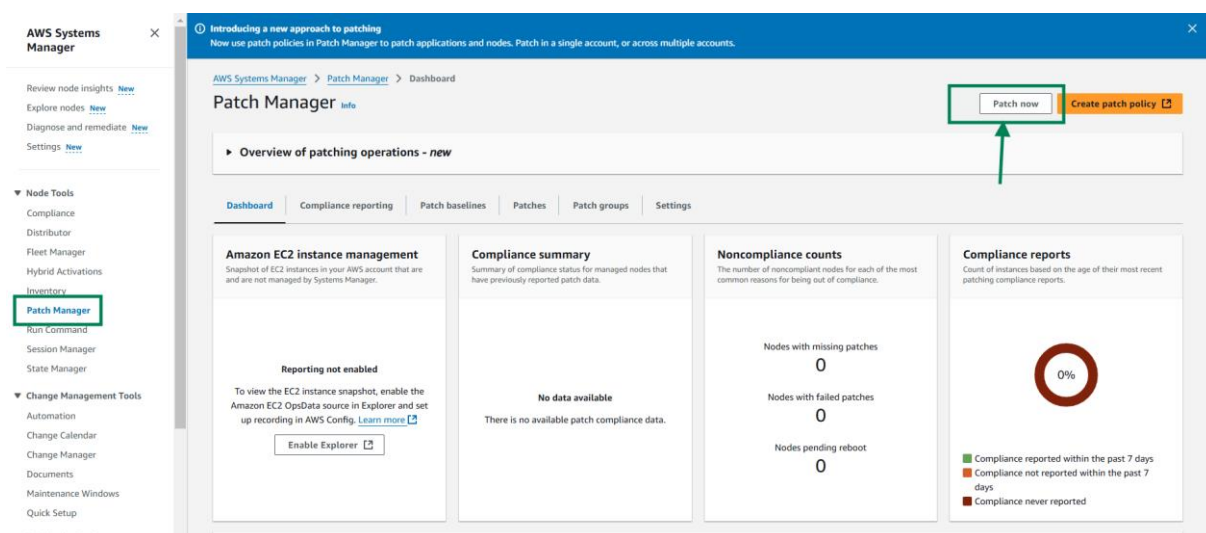 AWS Systems
Manager
Review node insights New
Explore nodes New
Diagnose and remediate New
Settings New
Node Tools
Compliance
Distributor
Fleet Manager
Hybrid Activations
Inventory
Patch Manager
Run Command
Session Manager
State Manager
Change Management Tools
Automation
Change Calendar
Change Manager
Documents
Maintenance Windows
Quick Setup
Introducing a new approach to patching
Now use patch policies in Patch Manager to patch applications and nodes. Patch in a single account, or across multiple accounts.
AWS Systems Manager > Patch Manager > Dashboard
Patch Manager Info
Patch now
Create patch policy
Overview of patching operations - new
Dashboard Compliance reporting Patch baselines Patches Patch groups Settings
Amazon EC2 instance management
Snapshot of EC2 instances in your AWS account that are
and are not managed by Systems Manager.
Reporting not enabled
To view the EC2 instance snapshot, enable the
Amazon EC2 OpsData source in Explorer and set
up recording in AWS Config. Learn more
Enable Explorer
Compliance summary
Summary of compliance status for managed nodes that
have previously reported patch data.
No data available
There is no available patch compliance data.
Noncompliance counts
The number of noncompliant nodes for each of the most
common reasons for being out of compliance.
Nodes with missing patches
0
Nodes with failed patches
0
Nodes pending reboot
0
Compliance reports
Count of instances based on the age of their most recent
patching compliance reports.
0%
Compliance reported within the past 7 days
Compliance not reported within the past 7
days
Compliance never reported